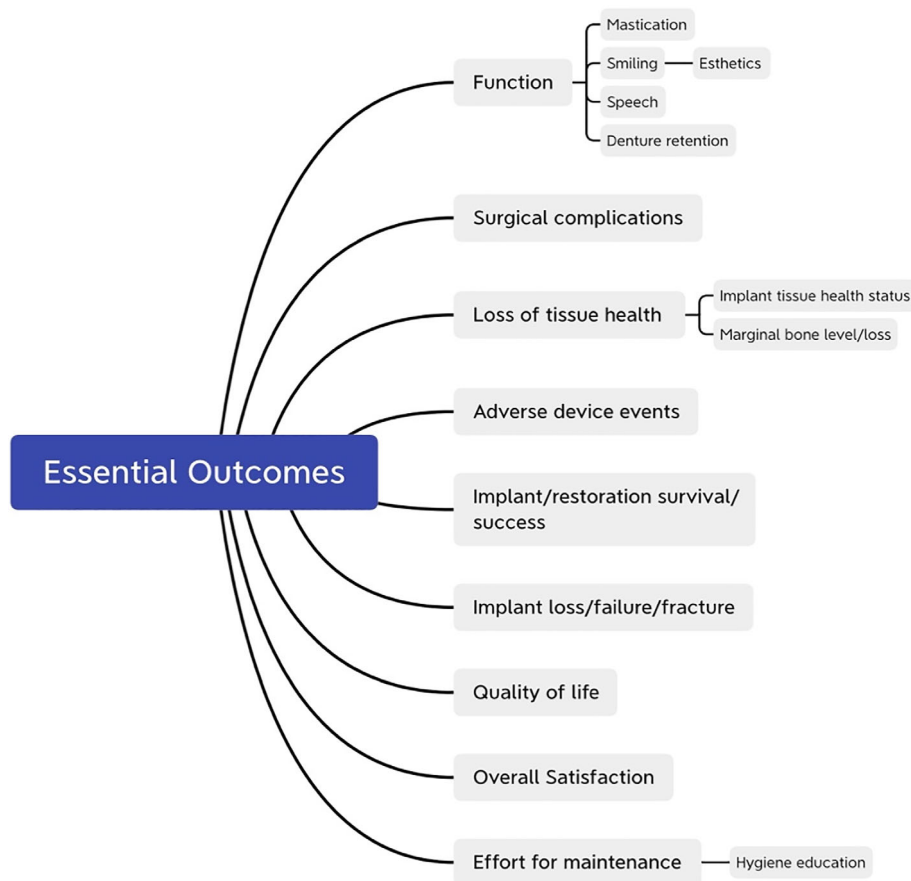 Mastication
Smiling
Esthetics
Function
Speech
Denture retention
Surgical complications
Implant tissue health status
Loss of tissue health
Marginal bone level/loss
Adverse device events
Essential Outcomes
Implant/restoration survival/
success
Implant loss/failure/fracture
Quality of life
Overall Satisfaction
Effort for maintenance
Hygiene education